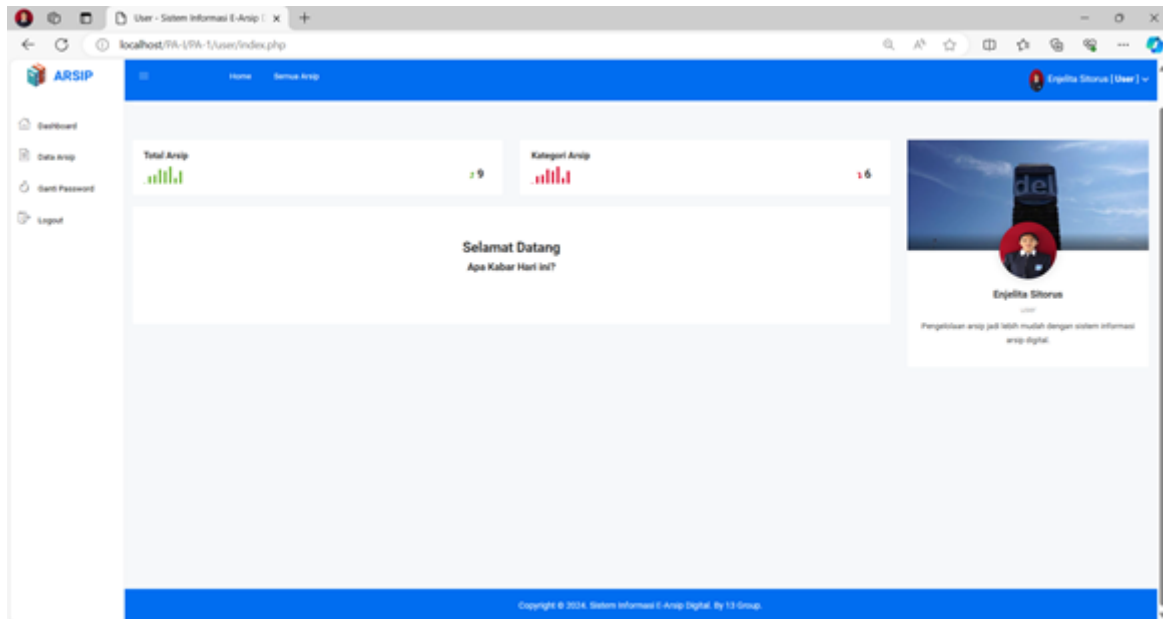 User - Sistem Informasi E-Arsip
localhost/PA-I/PA-1/user/index.php
ARSIP
Home Semua Arsip
Enjelita Sitorus [ User ]
Dashboard
Data Arsip
Ganti Password
Logout
Total Arsip
9
Kategori Arsip
6
del
Selamat Datang
Apa Kabar Hari ini?
Enjelita Sitorus
user
Pengelolaan arsip jadi lebih mudah dengan sistem informasi
arsip digital.
Copyright © 2024. Sistem Informasi E-Arsip Digital. By 13 Group.